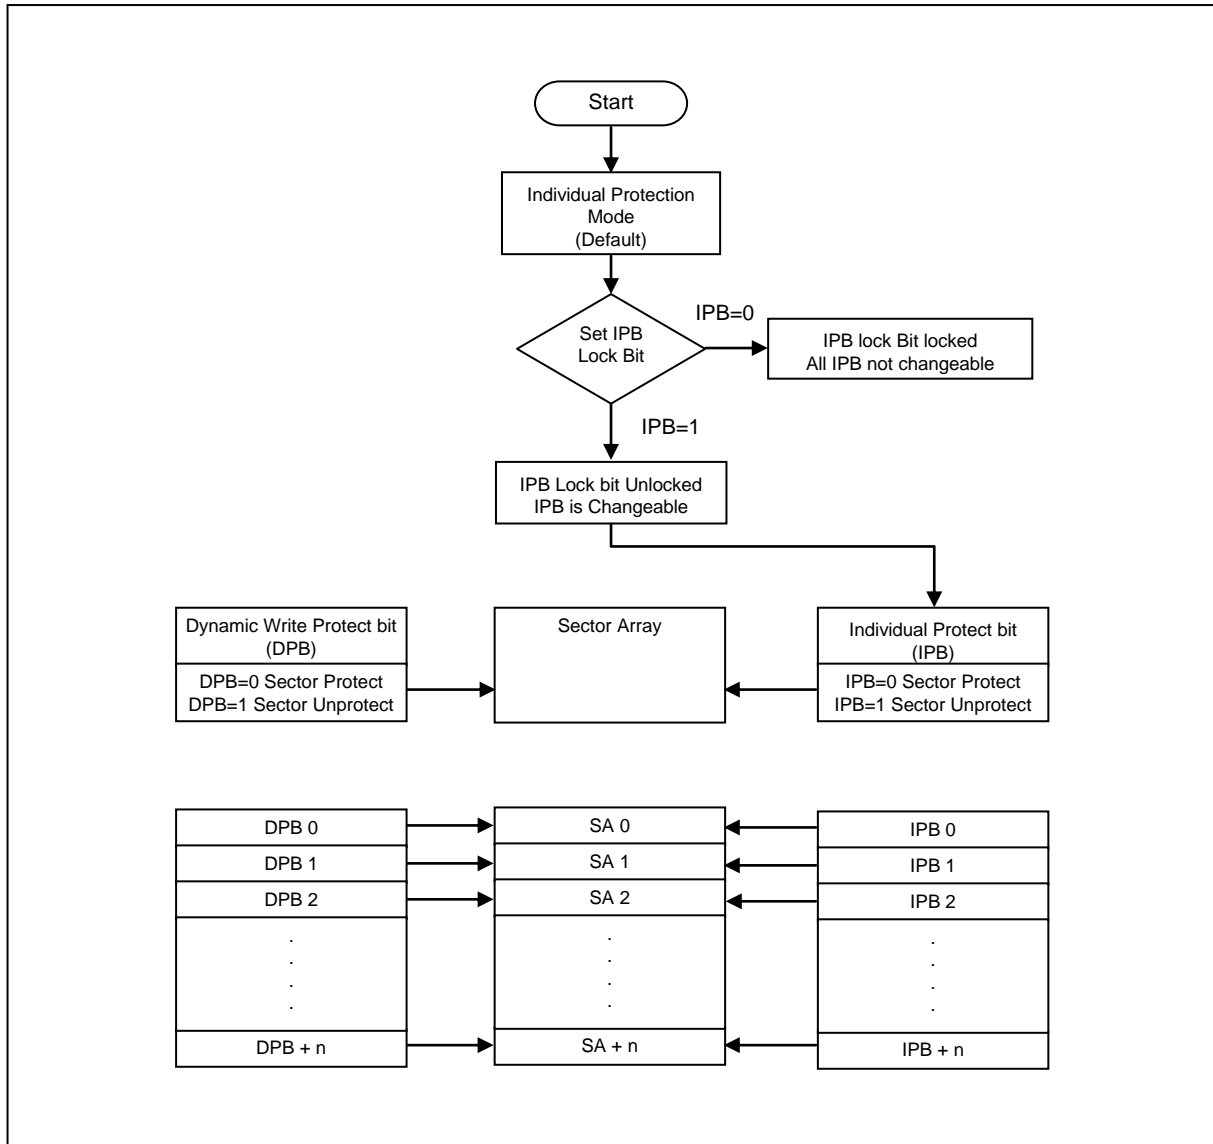 Start
Individual Protection
Mode
(Default)
Set IPB
Lock Bit
IPB=0
IPB lock Bit locked
All IPB not changeable
IPB=1
IPB Lock bit Unlocked
IPB is Changeable
Dynamic Write Protect bit
(DPB)
DPB=0 Sector Protect
DPB=1 Sector Unprotect
Sector Array
Individual Protect bit
(IPB)
IPB=0 Sector Protect
IPB=1 Sector Unprotect
DPB 0
SA 0
IPB 0
DPB 1
SA 1
IPB 1
DPB 2
SA 2
IPB 2
. . .
. . .
. . .
. . .
DPB + n
SA + n
IPB + n